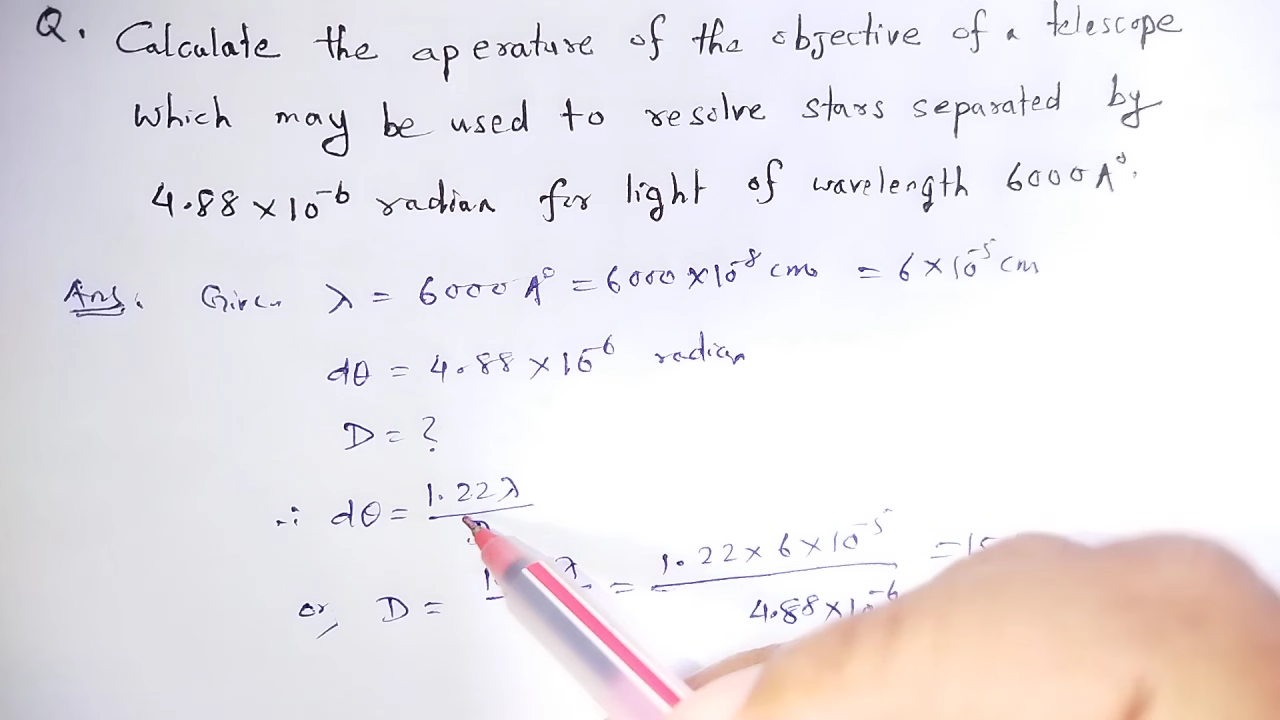 Q. Calculate the aperature of the objective of a telescope
which may be used to resolve stars separated by
4.88 × 10⁻⁶ radian for light of wavelength 6000 A°.
Ans: Given λ = 6000 A° = 6000 × 10⁻⁸ cm = 6 × 10⁻⁵ cm
dθ = 4.88 × 10⁻⁶ radian
D = ?
∴ dθ = 1.22 λ / D
or, D = λ = 1.22 × 6 × 10⁻⁵ / 4.88 × 10⁻⁶ =